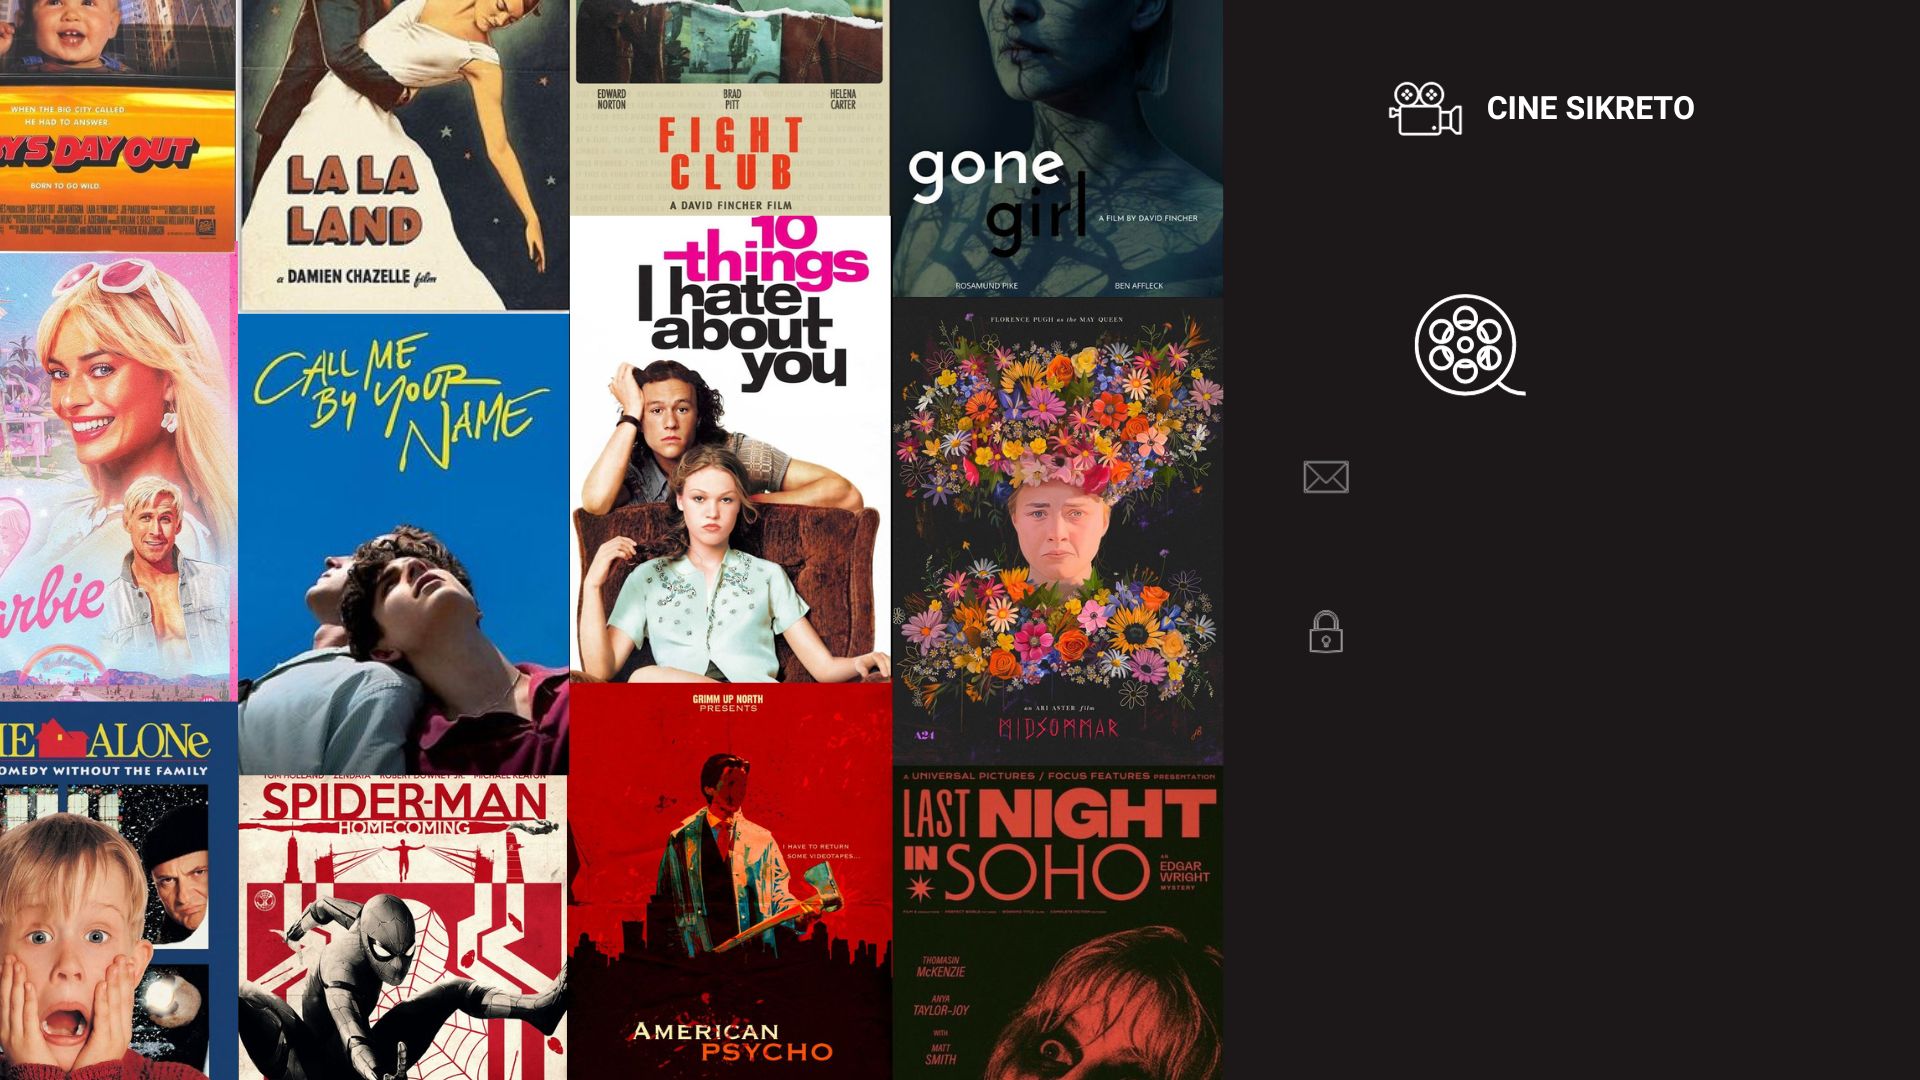 WHEN THE BIG CITY CALLED
HE HAD TO ANSWER.
Y'S DAY OUT
BORN TO GO WILD.
arbie
E ALONe
OMEDY WITHOUT THE FAMILY
LA LA
LAND
a DAMIEN CHAZELLE film
CALL ME
BY YOUR
NAME
TOM HOLLAND ZENDAYA ROBERT DOWNEY JR. MICHAEL KEATON
SPIDER-MAN
HOMECOMING
EDWARD NORTON
BRAD PITT
HELENA CARTER
FIGHT
CLUB
A DAVID FINCHER FILM
10
things
I hate
about
you
GRIMM UP NORTH
PRESENTS
I HAVE TO RETURN
SOME VIDEOTAPES...
AMERICAN
PSYCHO
gone
girl
A FILM BY DAVID FINCHER
ROSAMUND PIKE
BEN AFFLECK
FLORENCE PUGH as the MAY QUEEN
an ARI ASTER film
MIDSOMMAR
A24
A UNIVERSAL PICTURES / FOCUS FEATURES PRESENTATION
LAST NIGHT
IN SOHO
AN
EDGAR
WRIGHT
MYSTERY
THOMASIN
McKENZIE
ANYA
TAYLOR-JOY
WITH
MATT
SMITH
CINE SIKRETO